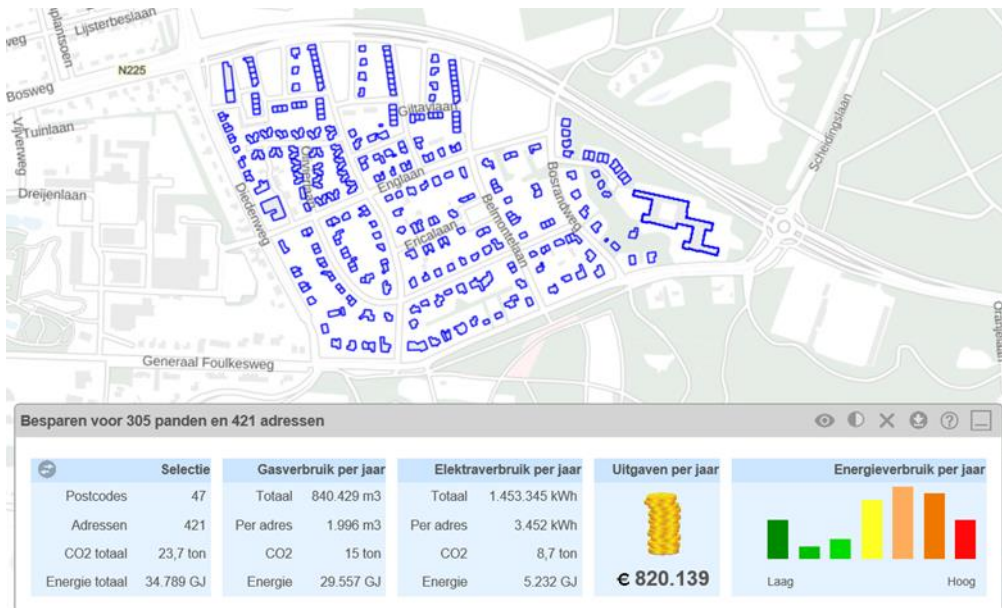 Lijsterbeslaan
plantsoen
weg
N225
Bosweg
Tuinlaan
Vijverweg
Dreijenlaan
Diedenweg
Giltaylaan
Englaan
Ericalaan
Belmontelaan
Bosrandweg
Scheidingslaan
Generaal Foulkesweg
Besparen voor 305 panden en 421 adressen
Selectie
Postcodes 47
Adressen 421
CO2 totaal 23,7 ton
Energie totaal 34.789 GJ
Gasverbruik per jaar
Totaal 840.429 m3
Per adres 1.996 m3
CO2 15 ton
Energie 29.557 GJ
Elektraverbruik per jaar
Totaal 1.453.345 kWh
Per adres 3.452 kWh
CO2 8,7 ton
Energie 5.232 GJ
Uitgaven per jaar
€ 820.139
Energieverbruik per jaar
Laag Hoog